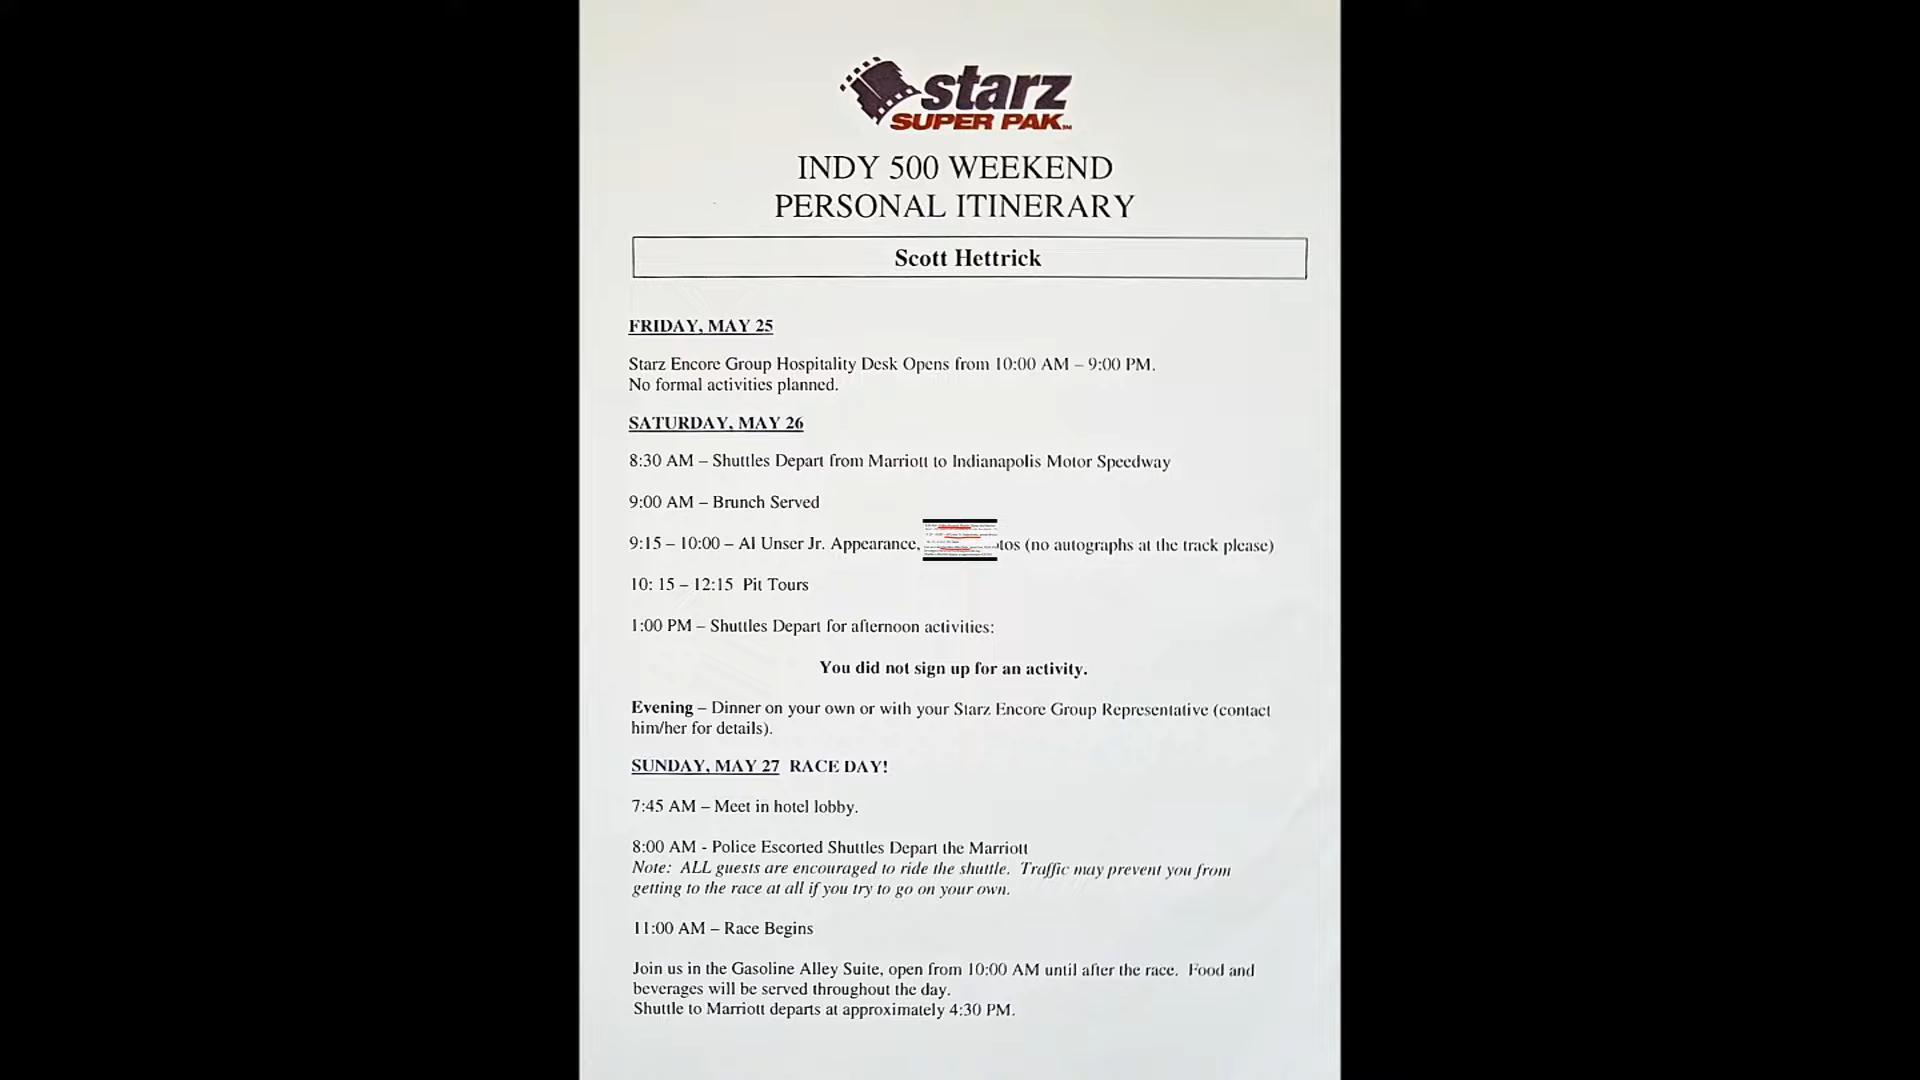 starz
SUPER PAK
INDY 500 WEEKEND
PERSONAL ITINERARY
Scott Hettrick
FRIDAY, MAY 25
Starz Encore Group Hospitality Desk Opens from 10:00 AM – 9:00 PM.
No formal activities planned.
SATURDAY, MAY 26
8:30 AM – Shuttles Depart from Marriott to Indianapolis Motor Speedway
9:00 AM – Brunch Served
9:15 – 10:00 – Al Unser Jr. Appearance, tos (no autographs at the track please)
10: 15 – 12:15 Pit Tours
1:00 PM – Shuttles Depart for afternoon activities:
You did not sign up for an activity.
Evening – Dinner on your own or with your Starz Encore Group Representative (contact
him/her for details).
SUNDAY, MAY 27 RACE DAY!
7:45 AM – Meet in hotel lobby.
8:00 AM - Police Escorted Shuttles Depart the Marriott
Note: ALL guests are encouraged to ride the shuttle. Traffic may prevent you from
getting to the race at all if you try to go on your own.
11:00 AM – Race Begins
Join us in the Gasoline Alley Suite, open from 10:00 AM until after the race. Food and
beverages will be served throughout the day.
Shuttle to Marriott departs at approximately 4:30 PM.